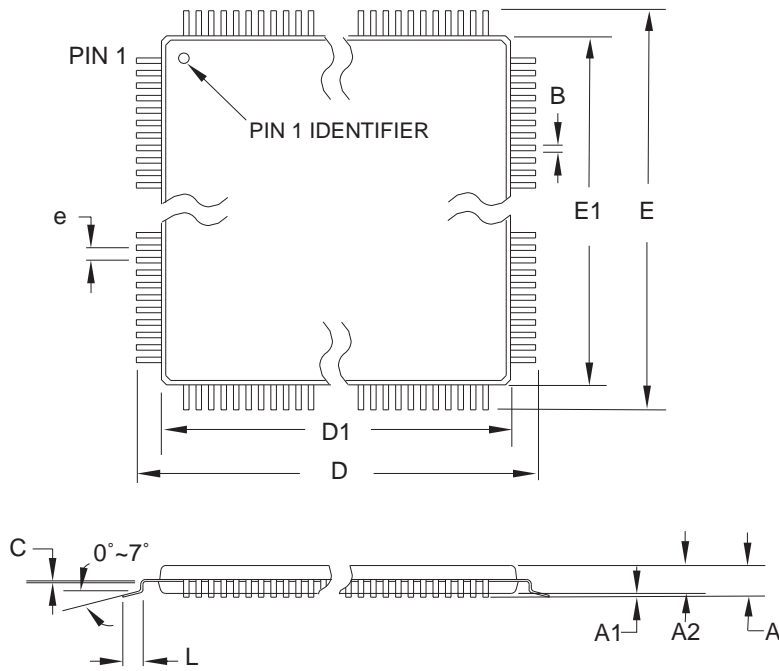 PIN 1
PIN 1 IDENTIFIER
B
e
E1
E
D1
D
C
0˚~7˚
L
A1
A2
A